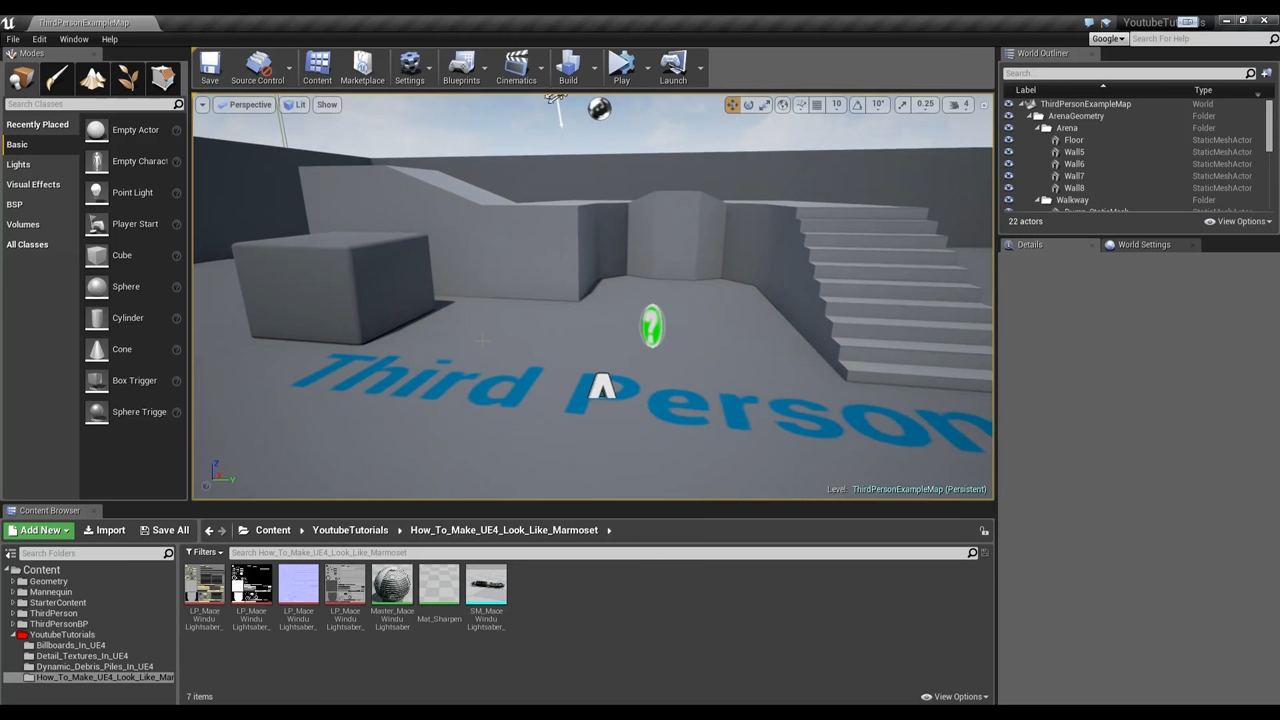 ThirdPersonExampleMap
YoutubeTutorials
File Edit Window Help
Google
Search For Help
Modes
Search Classes
Recently Played
Basic
Lights
Visual Effects
BSP
Volumes
All Classes
Empty Actor
Empty Charact
Point Light
Player Start
Cube
Sphere
Cylinder
Cone
Box Trigger
Sphere Trigge
Save Source Control Content Marketplace Settings Blueprints Cinematics Build Play Launch
Perspective Lit Show
10 10° 0.25 4
Third Person
Z
Y
Level: ThirdPersonExampleMap (Persistent)
World Outliner
Search...
Label Type
ThirdPersonExampleMap World
ArenaGeometry Folder
Arena Folder
Floor StaticMeshActor
Wall5 StaticMeshActor
Wall6 StaticMeshActor
Wall7 StaticMeshActor
Wall8 StaticMeshActor
Walkway Folder
22 actors
View Options
Details
World Settings
Content Browser
Add New Import Save All Content YoutubeTutorials How_To_Make_UE4_Look_Like_Marmoset
Search Folders
Filters
Search How_To_Make_UE4_Look_Like_Marmoset
Content
Geometry
Mannequin
StarterContent
ThirdPerson
ThirdPersonBP
YoutubeTutorials
Billboards_In_UE4
Detail_Textures_In_UE4
Dynamic_Debris_Piles_In_UE4
How_To_Make_UE4_Look_Like_Mar
LP_Mace
Windu
Lightsaber_
LP_Mace
Windu
Lightsaber_
LP_Mace
Windu
Lightsaber_
LP_Mace
Windu
Lightsaber_
Master_Mace
Windu
Lightsaber
Mat_Sharpen
SM_Mace
Windu
Lightsaber_
7 items
View Options